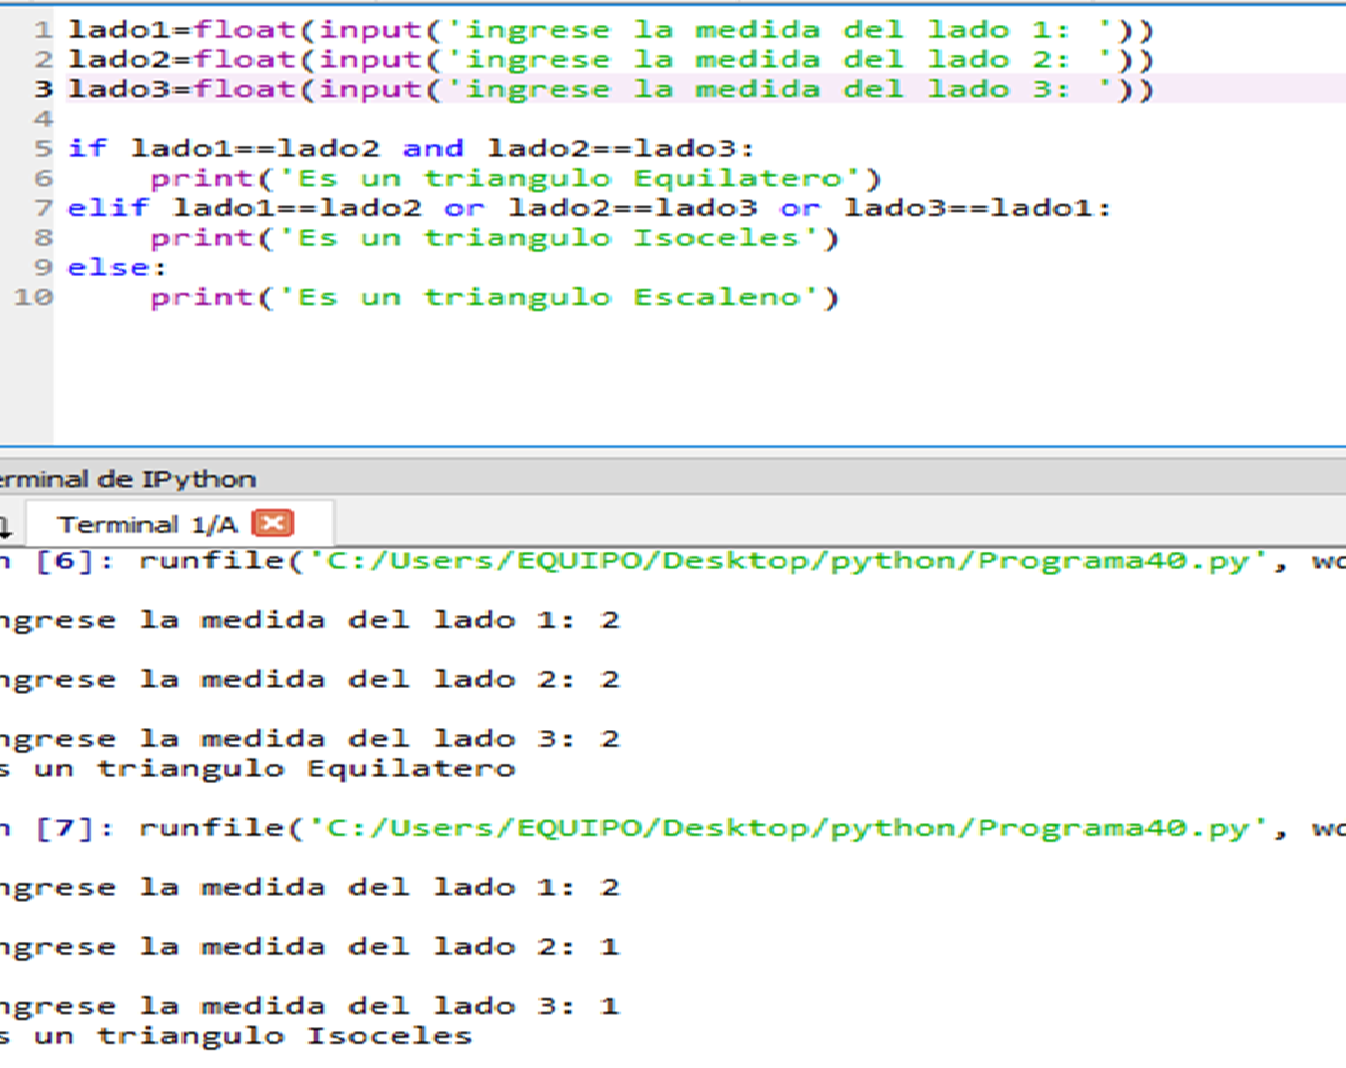 1 lado1=float(input('ingrese la medida del lado 1: '))
2 lado2=float(input('ingrese la medida del lado 2: '))
3 lado3=float(input('ingrese la medida del lado 3: '))
4
5 if lado1==lado2 and lado2==lado3:
6     print('Es un triangulo Equilatero')
7 elif lado1==lado2 or lado2==lado3 or lado3==lado1:
8     print('Es un triangulo Isoceles')
9 else:
10     print('Es un triangulo Escaleno')
erminal de IPython
Terminal 1/A
n [6]: runfile('C:/Users/EQUIPO/Desktop/python/Programa40.py', wo
ngrese la medida del lado 1: 2
ngrese la medida del lado 2: 2
ngrese la medida del lado 3: 2
s un triangulo Equilatero
n [7]: runfile('C:/Users/EQUIPO/Desktop/python/Programa40.py', wo
ngrese la medida del lado 1: 2
ngrese la medida del lado 2: 1
ngrese la medida del lado 3: 1
s un triangulo Isoceles